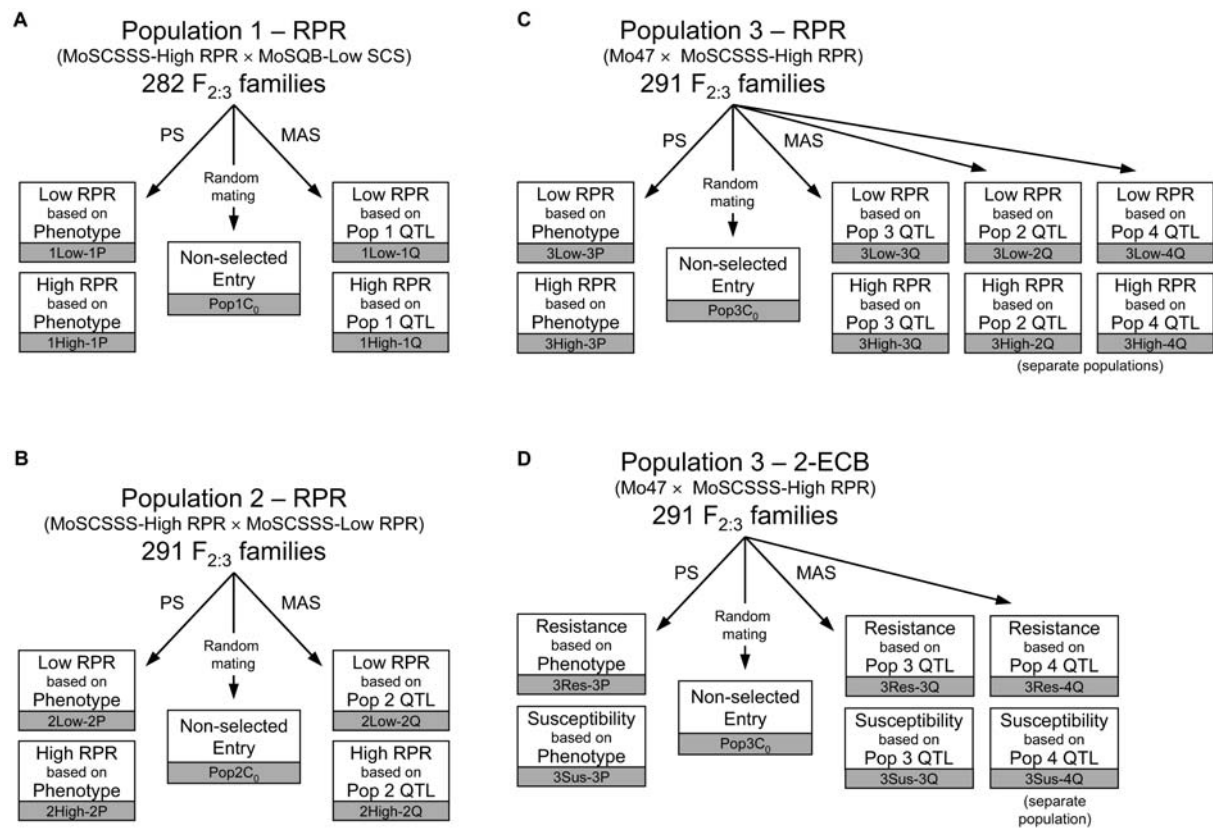 A
Population 1 – RPR
(MoSCSSS-High RPR × MoSQB-Low SCS)
282 F2:3 families
PS
MAS
Random
mating
Low RPR
based on
Phenotype
1Low-1P
High RPR
based on
Phenotype
1High-1P
Non-selected
Entry
Pop1C0
Low RPR
based on
Pop 1 QTL
1Low-1Q
High RPR
based on
Pop 1 QTL
1High-1Q
B
Population 2 – RPR
(MoSCSSS-High RPR × MoSCSSS-Low RPR)
291 F2:3 families
PS
MAS
Random
mating
Low RPR
based on
Phenotype
2Low-2P
High RPR
based on
Phenotype
2High-2P
Non-selected
Entry
Pop2C0
Low RPR
based on
Pop 2 QTL
2Low-2Q
High RPR
based on
Pop 2 QTL
2High-2Q
C
Population 3 – RPR
(Mo47 × MoSCSSS-High RPR)
291 F2:3 families
PS
MAS
Random
mating
Low RPR
based on
Phenotype
3Low-3P
High RPR
based on
Phenotype
3High-3P
Non-selected
Entry
Pop3C0
Low RPR
based on
Pop 3 QTL
3Low-3Q
High RPR
based on
Pop 3 QTL
3High-3Q
Low RPR
based on
Pop 2 QTL
3Low-2Q
High RPR
based on
Pop 2 QTL
3High-2Q
Low RPR
based on
Pop 4 QTL
3Low-4Q
High RPR
based on
Pop 4 QTL
3High-4Q
(separate populations)
D
Population 3 – 2-ECB
(Mo47 × MoSCSSS-High RPR)
291 F2:3 families
PS
MAS
Random
mating
Resistance
based on
Phenotype
3Res-3P
Susceptibility
based on
Phenotype
3Sus-3P
Non-selected
Entry
Pop3C0
Resistance
based on
Pop 3 QTL
3Res-3Q
Susceptibility
based on
Pop 3 QTL
3Sus-3Q
Resistance
based on
Pop 4 QTL
3Res-4Q
Susceptibility
based on
Pop 4 QTL
3Sus-4Q
(separate
population)